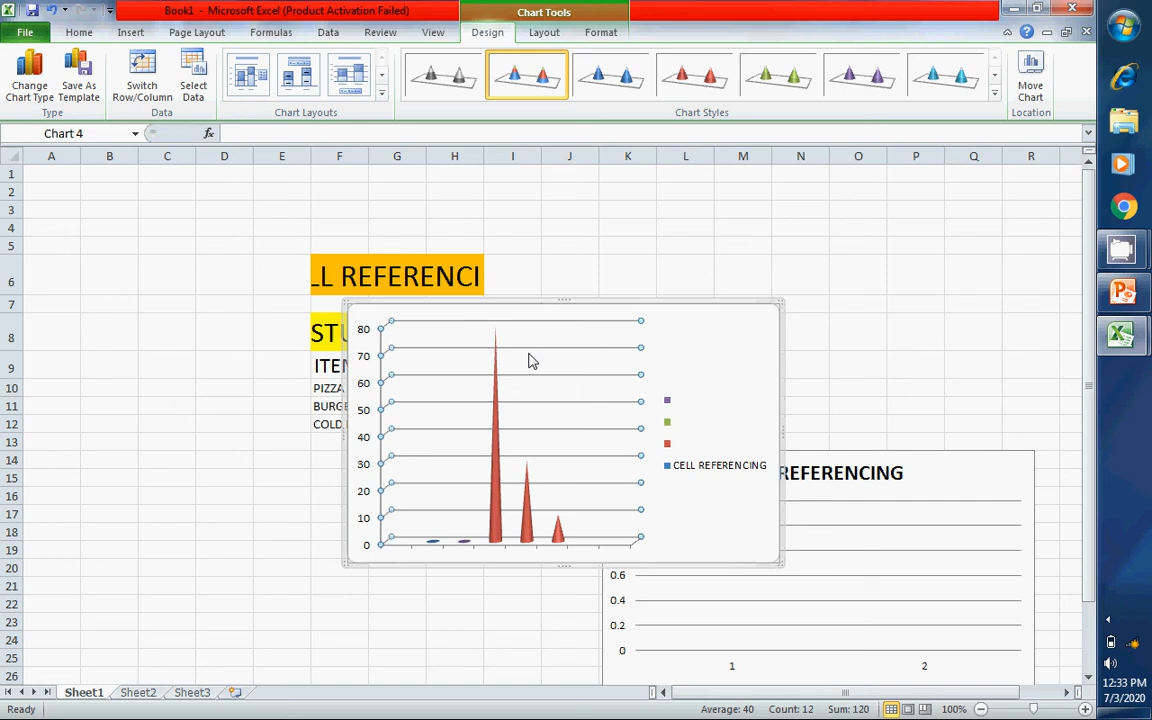 Book1 - Microsoft Excel (Product Activation Failed)
Chart Tools
File Home Insert Page Layout Formulas Data Review View Design Layout Format
Change Chart Type
Save As Template
Switch Row/Column
Select Data
Move Chart
Type Data Chart Layouts Chart Styles Location
Chart 4 fx
A B C D E F G H I J K L M N O P Q R
1
2
3
4
5
6
7
8
9
10
11
12
13
14
15
16
17
18
19
20
21
22
23
24
25
26
LL REFERENCI
STU
ITEN
PIZZA
BURGE
COLD
80
70
60
50
40
30
20
10
0
CELL REFERENCING
REFERENCING
0.6
0.4
0.2
0
1 2
Sheet1 Sheet2 Sheet3
Ready
Average: 40 Count: 12 Sum: 120
100%
12:33 PM
7/3/2020